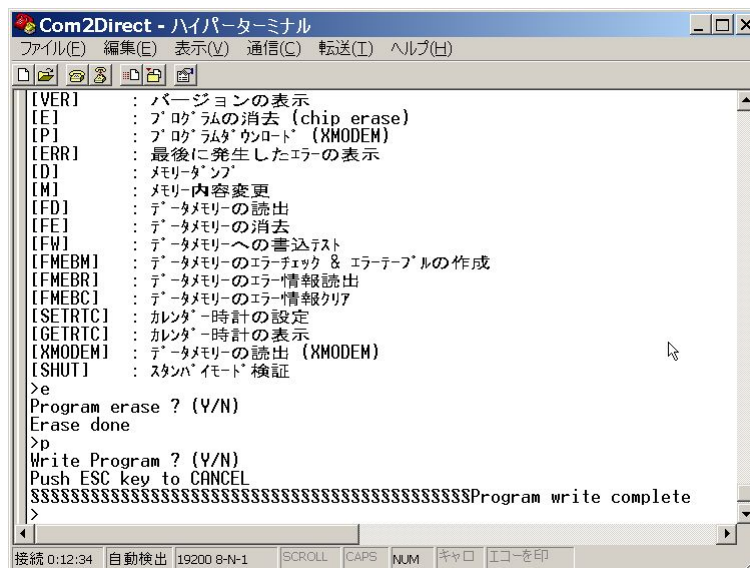 Com2Direct - ハイパーターミナル
ファイル(F) 編集(E) 表示(V) 通信(C) 転送(T) ヘルプ(H)
[VER] : バージョンの表示
[E] : ﾌﾟﾛｸﾞﾗﾑの消去 (chip erase)
[P] : ﾌﾟﾛｸﾞﾗﾑﾀﾞｳﾝﾛｰﾄﾞ (XMODEM)
[ERR] : 最後に発生したｴﾗｰの表示
[D] : ﾒﾓﾘｰﾀﾞﾝﾌﾟ
[M] : ﾒﾓﾘｰ内容変更
[FD] : ﾃﾞｰﾀﾒﾓﾘｰの読出
[FE] : ﾃﾞｰﾀﾒﾓﾘｰの消去
[FW] : ﾃﾞｰﾀﾒﾓﾘｰへの書込ﾃｽﾄ
[FMEBM] : ﾃﾞｰﾀﾒﾓﾘｰのｴﾗｰﾁｪｯｸ & ｴﾗｰﾃｰﾌﾞﾙの作成
[FMEBR] : ﾃﾞｰﾀﾒﾓﾘｰのｴﾗｰ情報読出
[FMEBC] : ﾃﾞｰﾀﾒﾓﾘｰのｴﾗｰ情報ｸﾘｱ
[SETRTC] : ｶﾚﾝﾀﾞｰ時計の設定
[GETRTC] : ｶﾚﾝﾀﾞｰ時計の表示
[XMODEM] : ﾃﾞｰﾀﾒﾓﾘｰの読出 (XMODEM)
[SHUT] : ｽﾀﾝﾊﾞｲﾓｰﾄﾞ検証
>e
Program erase ? (Y/N)
Erase done
>p
Write Program ? (Y/N)
Push ESC key to CANCEL
SSSSSSSSSSSSSSSSSSSSSSSSSSSSSSSSSSSSSSSSSSSSProgram write complete
>
接続 0:12:34 自動検出 19200 8-N-1 SCROLL CAPS NUM キャロ エコーを印